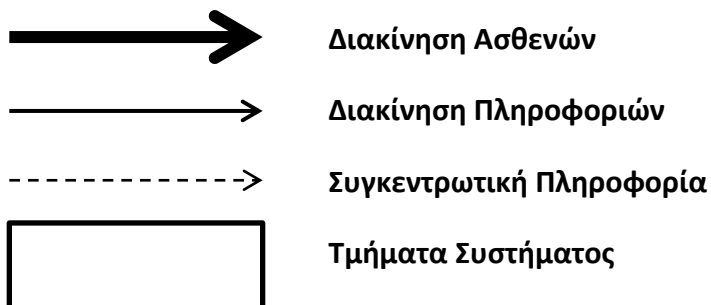 Διακίνηση Ασθενών
Διακίνηση Πληροφοριών
Συγκεντρωτική Πληροφορία
Τμήματα Συστήματος